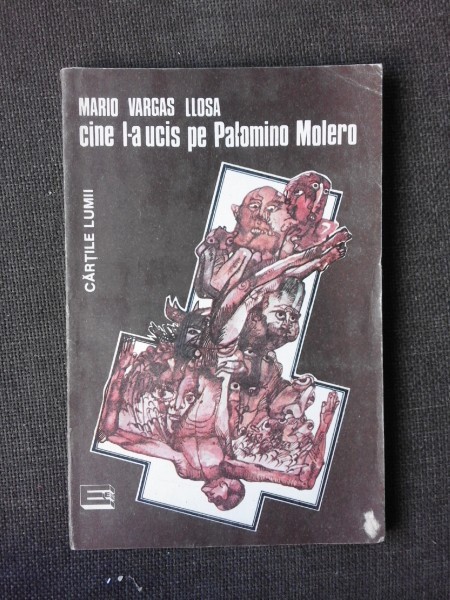 MARIO VARGAS LLOSA
cine l-a ucis pe Palomino Molero
CĂRȚILE LUMII